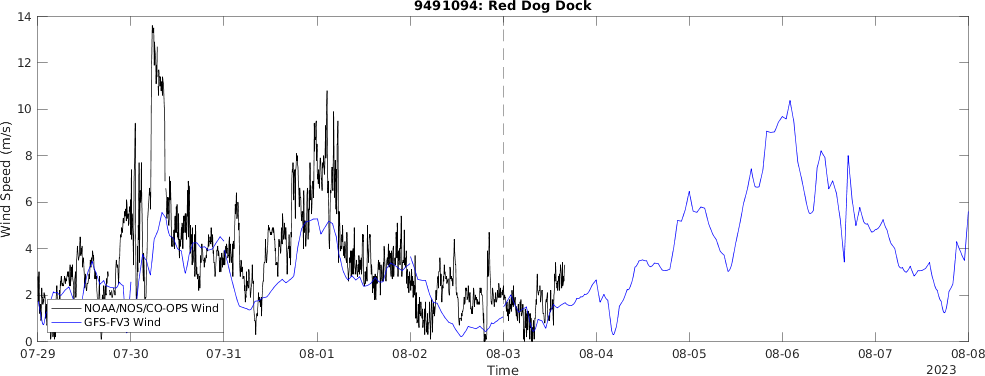 9491094: Red Dog Dock
14
12
10
8
6
4
2
0
Wind Speed (m/s)
NOAA/NOS/CO-OPS Wind
GFS-FV3 Wind
07-29 07-30 07-31 08-01 08-02 08-03 08-04 08-05 08-06 08-07 08-08
Time
2023